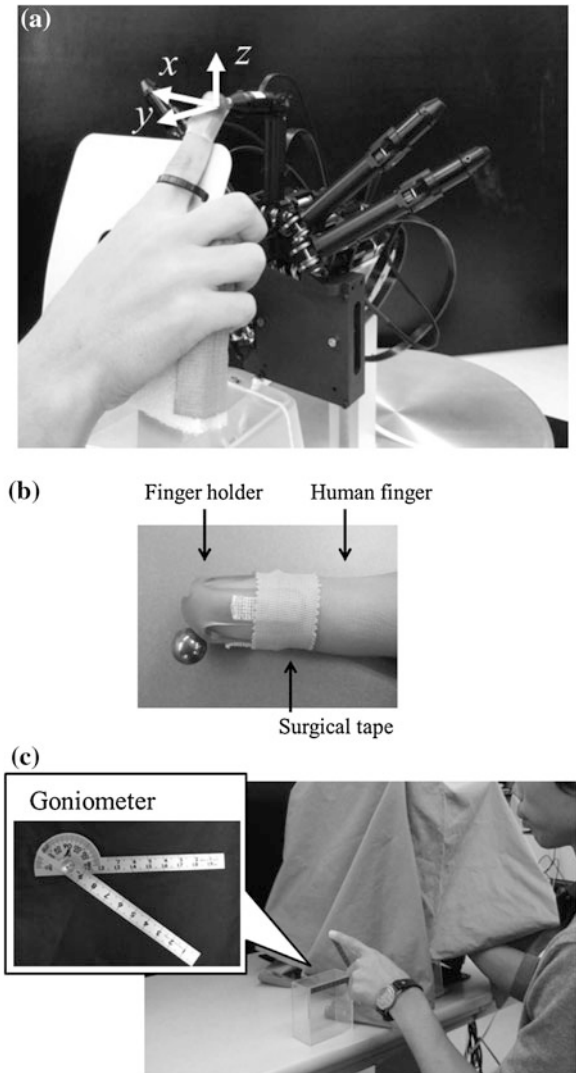 (a)
z
x
y
(b)
Finger holder
Human finger
Surgical tape
(c)
Goniometer